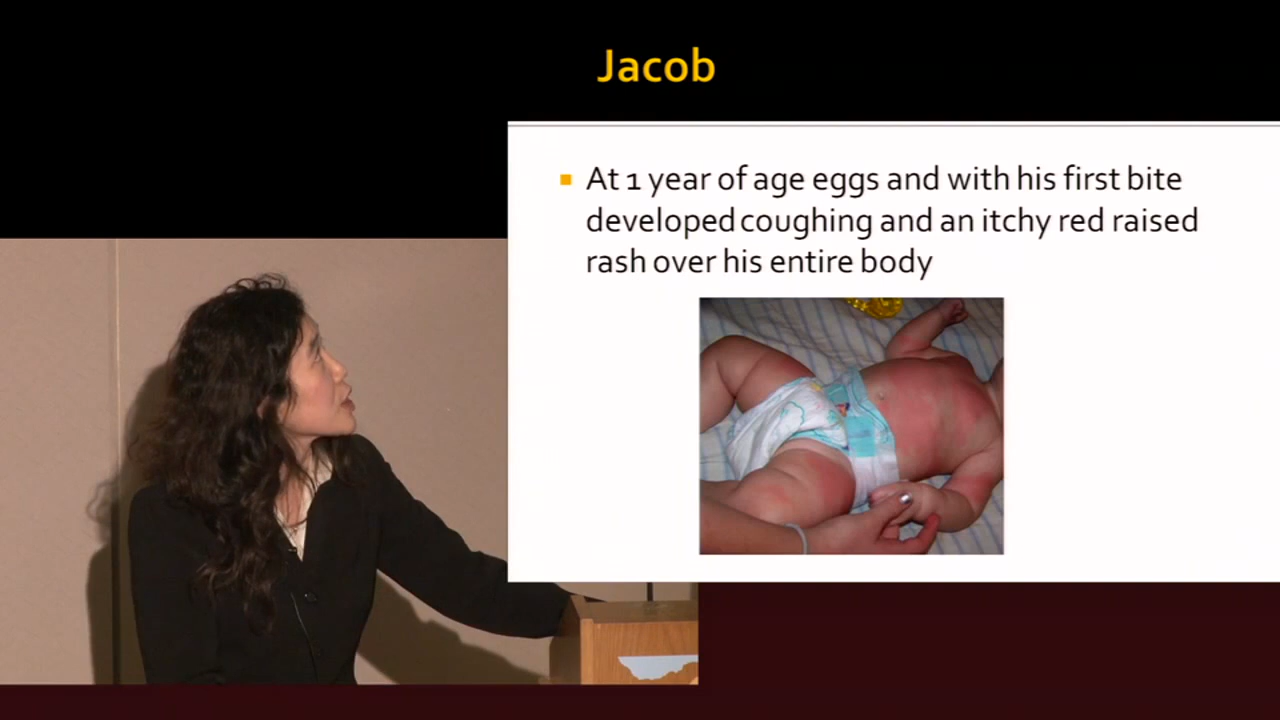 Jacob
At 1 year of age eggs and with his first bite
developed coughing and an itchy red raised
rash over his entire body